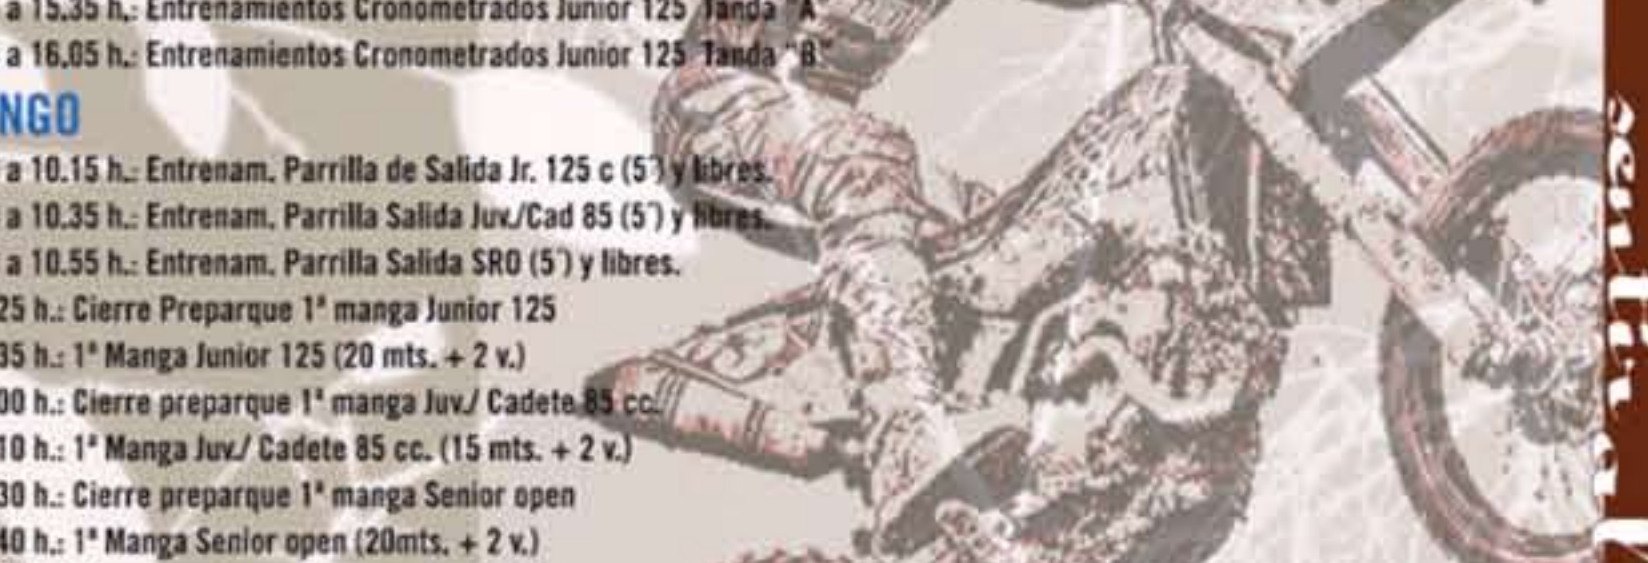 a 15.35 h.: Entrenamientos Cronometrados Junior 125 Tanda "A"
a 16.05 h.: Entrenamientos Cronometrados Junior 125 Tanda "B"
NGO
a 10.15 h.: Entrenam. Parrilla de Salida Jr. 125 c (5´) y libres.
a 10.35 h.: Entrenam. Parrilla Salida Juv./Cad 85 (5´) y libres.
a 10.55 h.: Entrenam. Parrilla Salida SRO (5´) y libres.
25 h.: Cierre Preparque 1ª manga Junior 125
35 h.: 1ª Manga Junior 125 (20 mts. + 2 v.)
00 h.: Cierre preparque 1ª manga Juv./ Cadete 85 cc.
10 h.: 1ª Manga Juv./ Cadete 85 cc. (15 mts. + 2 v.)
30 h.: Cierre preparque 1ª manga Senior open
40 h.: 1ª Manga Senior open (20mts. + 2 v.)